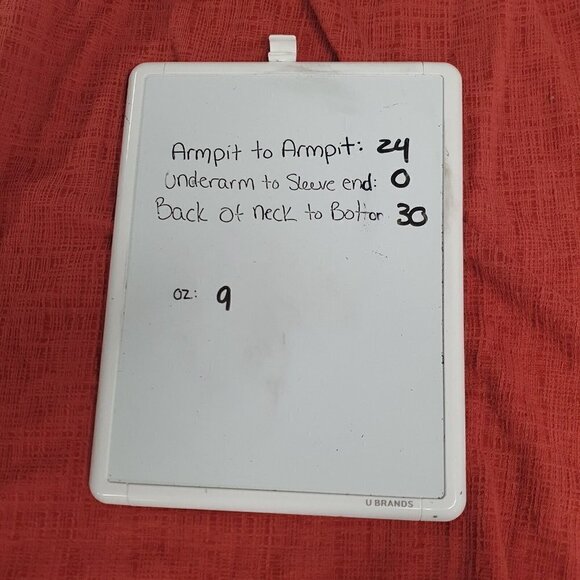 Armpit to Armpit: 24
Underarm to Sleeve end: 0
Back of neck to Bottom 30
oz: 9
U BRANDS